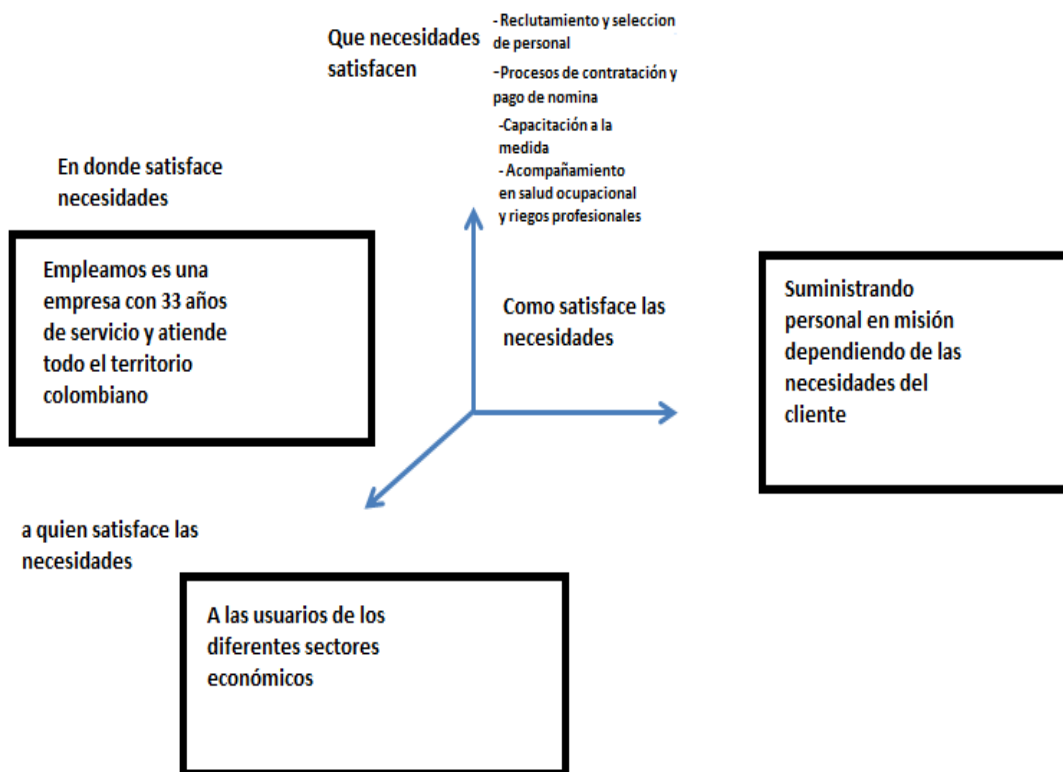 Que necesidades
satisfacen
- Reclutamiento y seleccion
de personal
-Procesos de contratación y
pago de nomina
-Capacitación a la
medida
- Acompañamiento
en salud ocupacional
y riegos profesionales
En donde satisface
necesidades
Empleamos es una
empresa con 33 años
de servicio y atiende
todo el territorio
colombiano
Como satisface las
necesidades
Suministrando
personal en misión
dependiendo de las
necesidades del
cliente
a quien satisface las
necesidades
A las usuarios de los
diferentes sectores
económicos